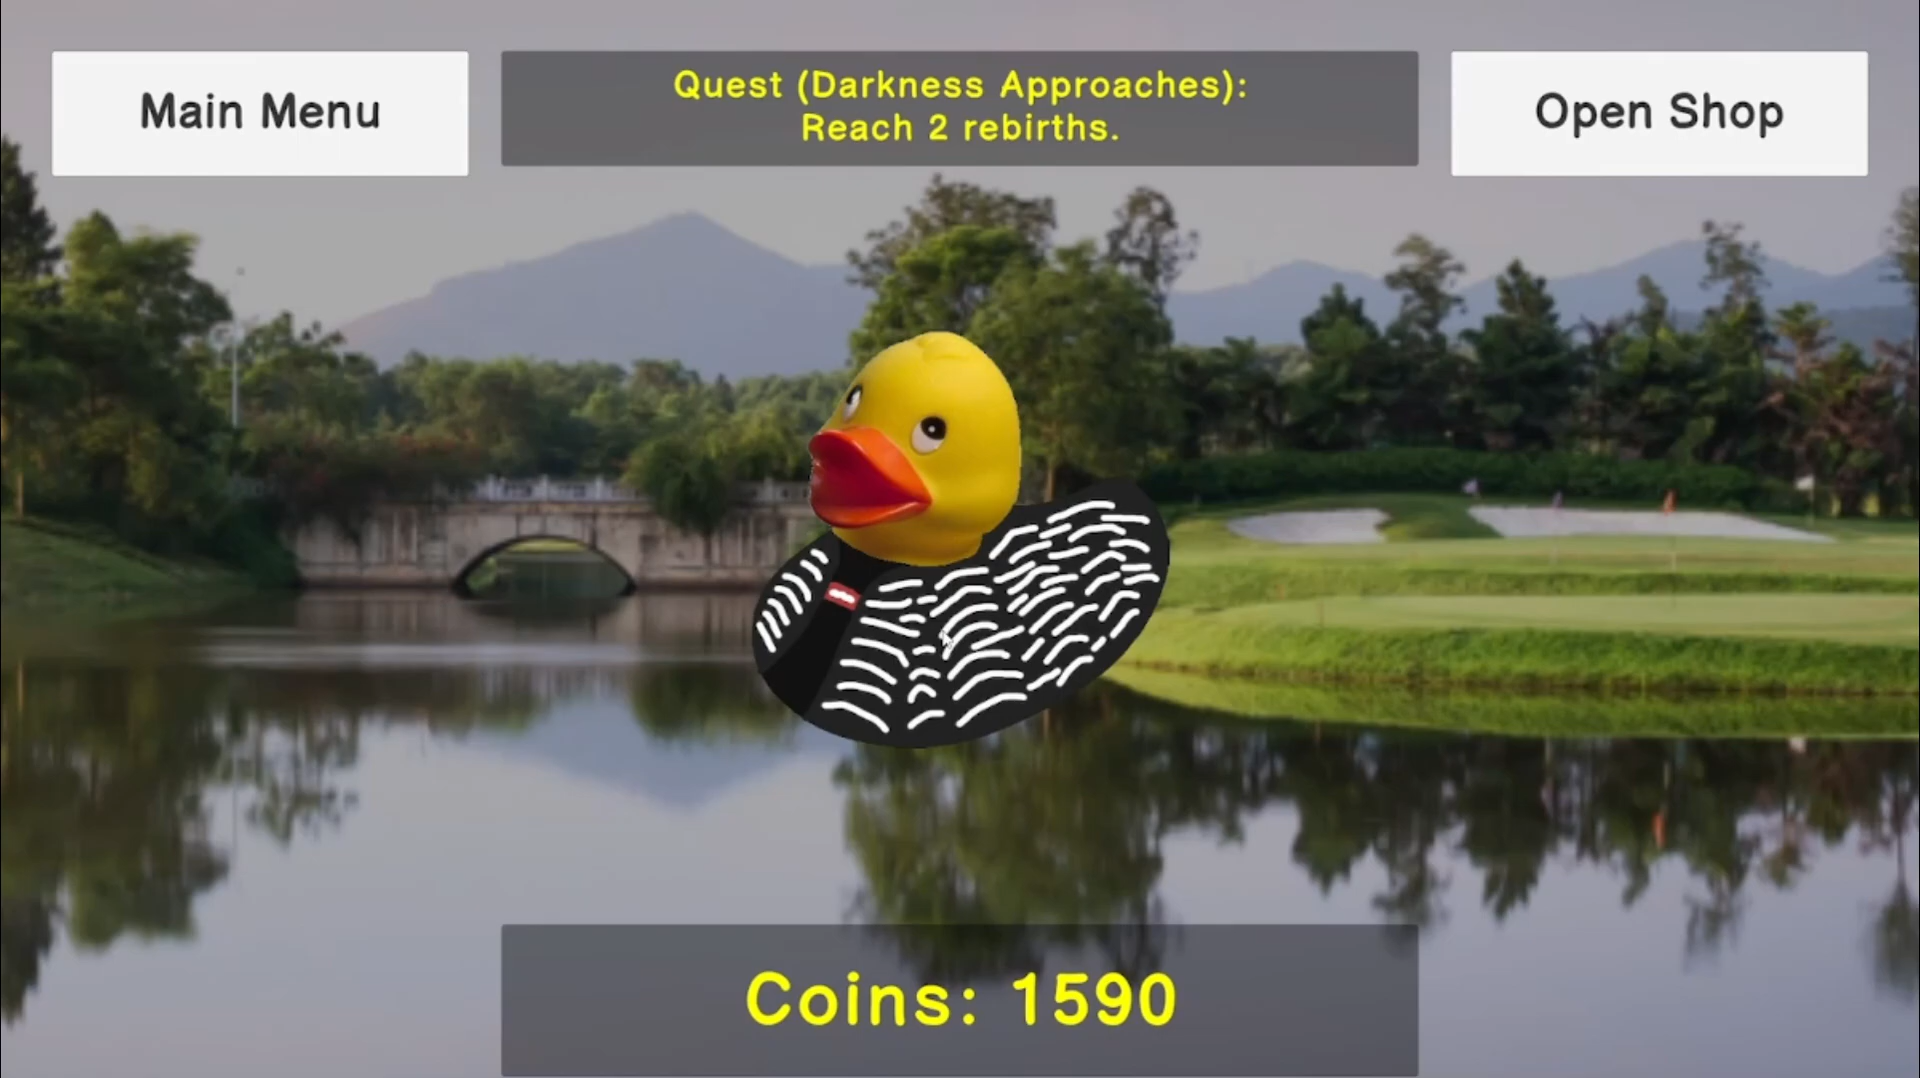 Main Menu
Quest (Darkness Approaches):
Reach 2 rebirths.
Open Shop
Coins: 1590